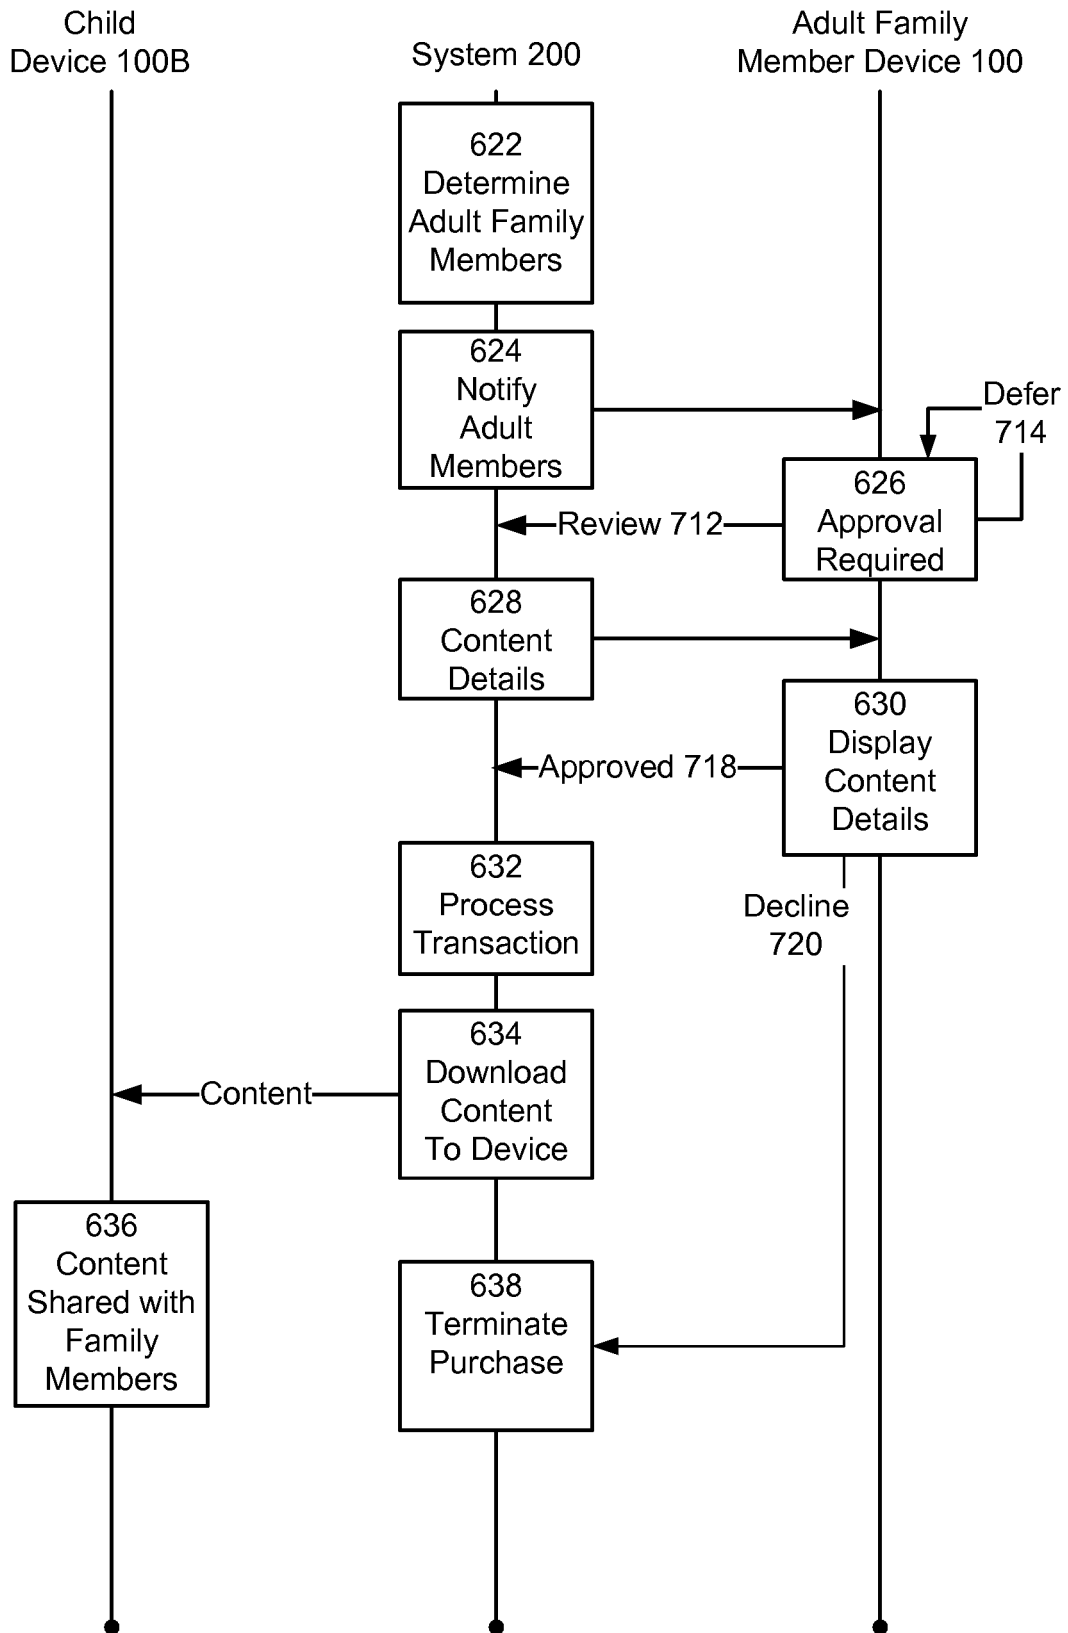 Child
Device 100B
System 200
Adult Family
Member Device 100
622
Determine
Adult Family
Members
624
Notify
Adult
Members
Defer
714
626
Approval
Required
Review 712
628
Content
Details
630
Display
Content
Details
Approved 718
632
Process
Transaction
Decline
720
634
Download
Content
To Device
Content
636
Content
Shared with
Family
Members
638
Terminate
Purchase